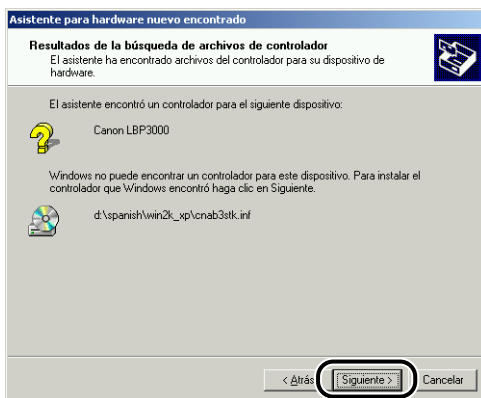 Asistente para hardware nuevo encontrado
Resultados de la búsqueda de archivos de controlador
El asistente ha encontrado archivos del controlador para su dispositivo de
hardware.
El asistente encontró un controlador para el siguiente dispositivo:
Canon LBP3000
Windows no puede encontrar un controlador para este dispositivo. Para instalar el
controlador que Windows encontró haga clic en Siguiente.
d:\spanish\win2k_xp\cnab3stk.inf
< Atrás Siguiente > Cancelar